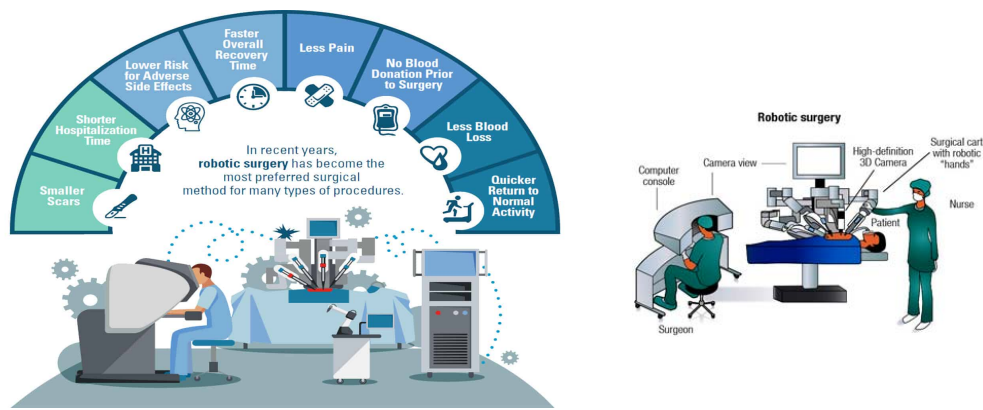 Smaller
Scars
Shorter
Hospitalization
Time
Lower Risk
for Adverse
Side Effects
Faster
Overall
Recovery
Time
Less Pain
No Blood
Donation Prior
to Surgery
Less Blood
Loss
Quicker
Return to
Normal
Activity
In recent years,
robotic surgery has become the
most preferred surgical
method for many types of procedures.
Robotic surgery
Computer
console
Camera view
High-definition
3D Camera
Surgical cart
with robotic
"hands"
Nurse
Patient
Surgeon